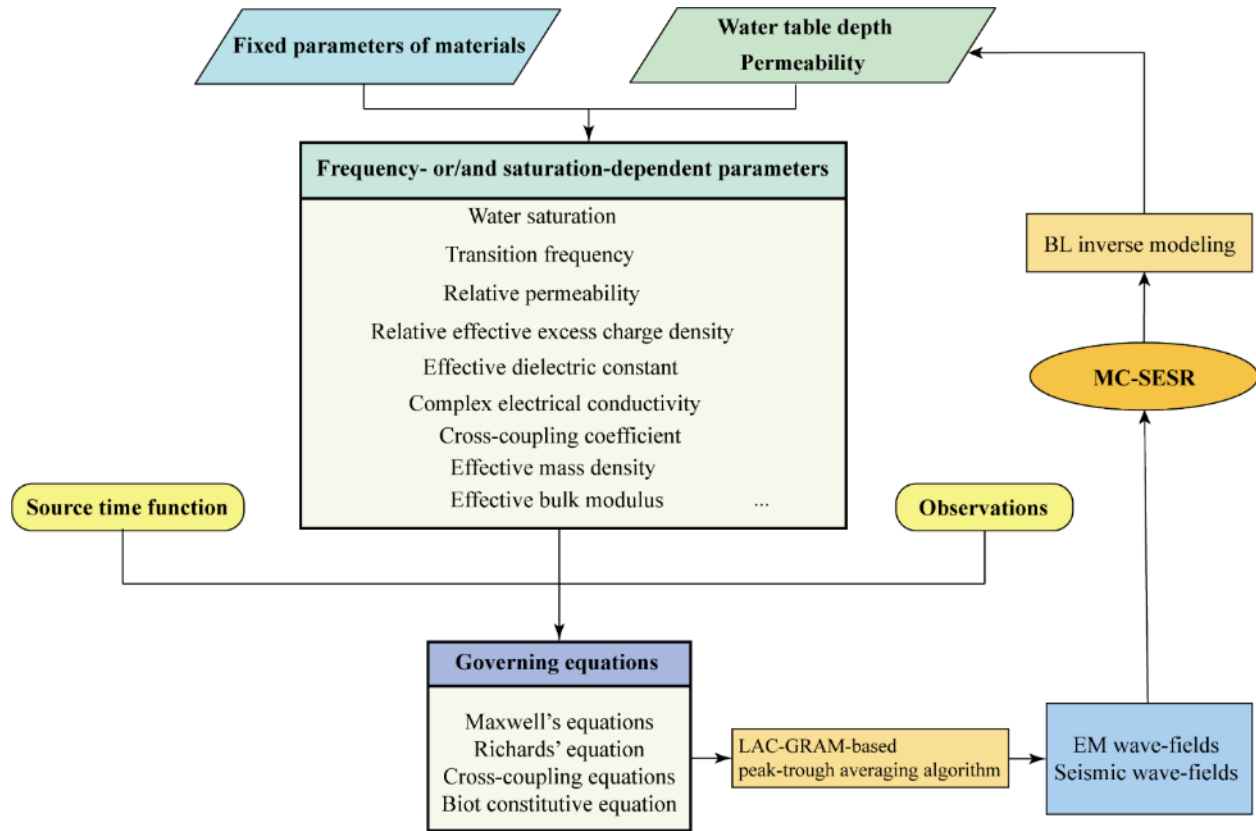 Fixed parameters of materials
Water table depth
Permeability
Frequency- or/and saturation-dependent parameters
Water saturation
Transition frequency
Relative permeability
Relative effective excess charge density
Effective dielectric constant
Complex electrical conductivity
Cross-coupling coefficient
Effective mass density
Effective bulk modulus ...
BL inverse modeling
MC-SESR
Source time function
Observations
Governing equations
Maxwell’s equations
Richards’ equation
Cross-coupling equations
Biot constitutive equation
LAC-GRAM-based
peak-trough averaging algorithm
EM wave-fields
Seismic wave-fields